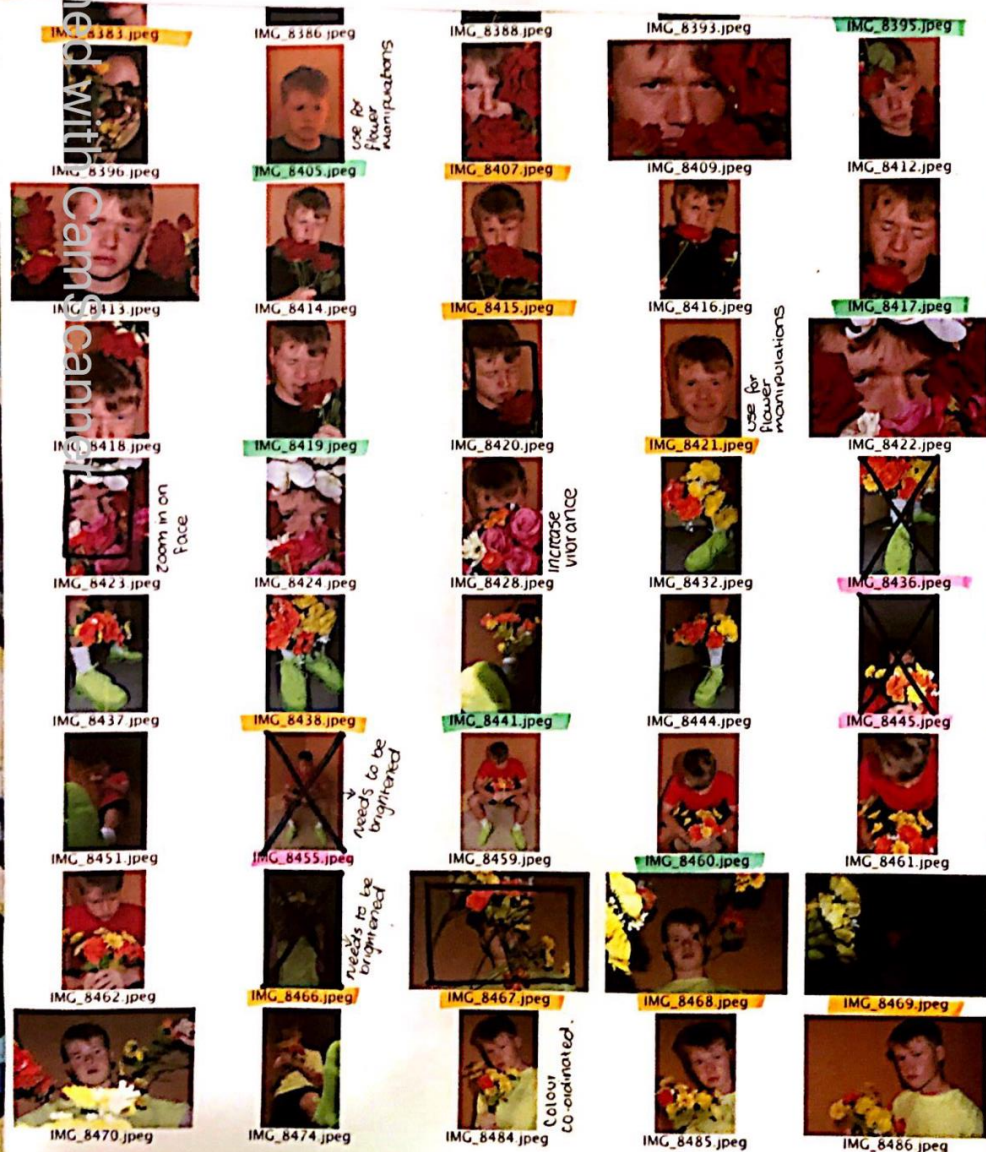 ned with Camscanner
IMG_8383.jpeg
IMG_8386.jpeg
IMG_8388.jpeg
IMG_8393.jpeg
IMG_8395.jpeg
use for
flower
manipulations
IMG_8396.jpeg
IMG_8405.jpeg
IMG_8407.jpeg
IMG_8409.jpeg
IMG_8412.jpeg
IMG_8413.jpeg
IMG_8414.jpeg
IMG_8415.jpeg
IMG_8416.jpeg
IMG_8417.jpeg
use for
flower
manipulations
IMG_8418.jpeg
IMG_8419.jpeg
IMG_8420.jpeg
IMG_8421.jpeg
IMG_8422.jpeg
zoom in on
face
increase
vibrance
IMG_8423.jpeg
IMG_8424.jpeg
IMG_8428.jpeg
IMG_8432.jpeg
IMG_8436.jpeg
IMG_8437.jpeg
IMG_8438.jpeg
IMG_8441.jpeg
IMG_8444.jpeg
IMG_8445.jpeg
needs to be
brightened
IMG_8451.jpeg
IMG_8455.jpeg
IMG_8459.jpeg
IMG_8460.jpeg
IMG_8461.jpeg
needs to be
brightened
IMG_8462.jpeg
IMG_8466.jpeg
IMG_8467.jpeg
IMG_8468.jpeg
IMG_8469.jpeg
colour
co-ordinated.
IMG_8470.jpeg
IMG_8474.jpeg
IMG_8484.jpeg
IMG_8485.jpeg
IMG_8486.jpeg